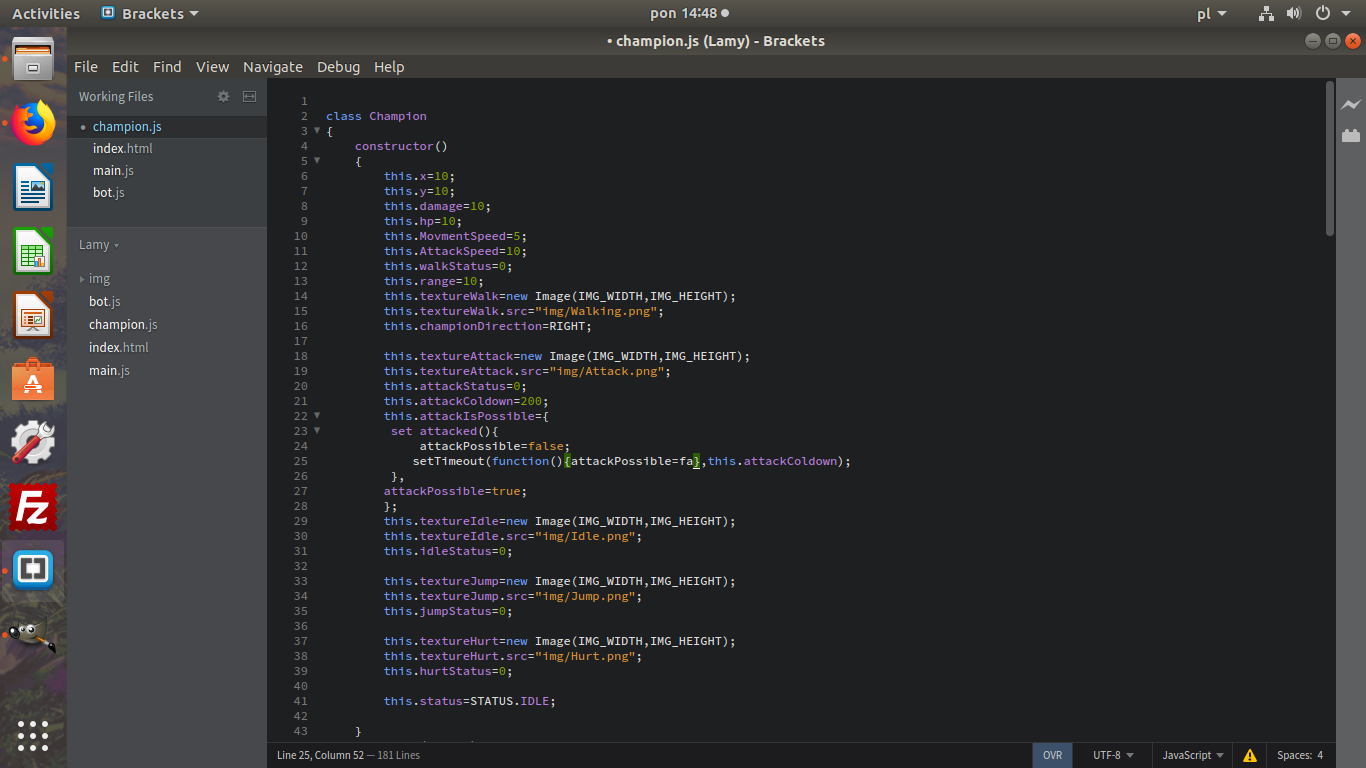 Activities
Brackets
pon 14:48
pl
• champion.js (Lamy) - Brackets
File Edit Find View Navigate Debug Help
Working Files
champion.js
index.html
main.js
bot.js
Lamy
img
bot.js
champion.js
index.html
main.js
1
2 class Champion
3 {
4 constructor()
5 {
6 this.x=10;
7 this.y=10;
8 this.damage=10;
9 this.hp=10;
10 this.MovmentSpeed=5;
11 this.AttackSpeed=10;
12 this.walkStatus=0;
13 this.range=10;
14 this.textureWalk=new Image(IMG_WIDTH,IMG_HEIGHT);
15 this.textureWalk.src="img/Walking.png";
16 this.championDirection=RIGHT;
17
18 this.textureAttack=new Image(IMG_WIDTH,IMG_HEIGHT);
19 this.textureAttack.src="img/Attack.png";
20 this.attackStatus=0;
21 this.attackColdown=200;
22 this.attackIsPossible={
23 set attacked(){
24 attackPossible=false;
25 setTimeout(function(){attackPossible=fa},this.attackColdown);
26 },
27 attackPossible=true;
28 };
29 this.textureIdle=new Image(IMG_WIDTH,IMG_HEIGHT);
30 this.textureIdle.src="img/Idle.png";
31 this.idleStatus=0;
32
33 this.textureJump=new Image(IMG_WIDTH,IMG_HEIGHT);
34 this.textureJump.src="img/Jump.png";
35 this.jumpStatus=0;
36
37 this.textureHurt=new Image(IMG_WIDTH,IMG_HEIGHT);
38 this.textureHurt.src="img/Hurt.png";
39 this.hurtStatus=0;
40
41 this.status=STATUS.IDLE;
42
43 }
Line 25, Column 52 — 181 Lines
OVR
UTF-8
JavaScript
Spaces: 4